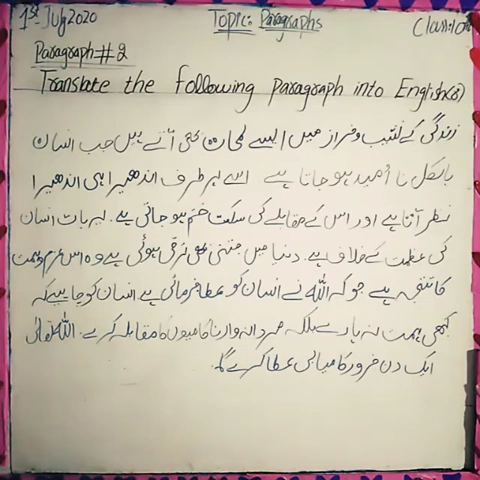 1st July 2020 Topic: Paragraphs Class:10th
Paragraph # 2
Translate the following paragraph into English(8)
زندگی کے نشیب و فراز میں ایسے لمحات بھی آتے ہیں جب انسان
بالکل نا اُمید ہو جاتا ہے اسے ہر طرف اندھیرا ہی اندھیرا
نظر آتا ہے اور اس کے مقابلے کی سکت ختم ہو جاتی ہے۔ یہ بات انسان
کی عظمت کے خلاف ہے۔ دنیا میں جتنی بھی ترقی ہوئی ہے وہ اس عزم و ہمت
کا نتیجہ ہے جو کہ اللہ نے انسان کو عطا فرمائی ہے انسان کو چاہیے کہ
کبھی ہمت نہ ہارے بلکہ مردانہ وار ناکامیوں کا مقابلہ کرے۔ اللہ تعالیٰ
ایک دن ضرور کامیابی عطا کرے گا۔